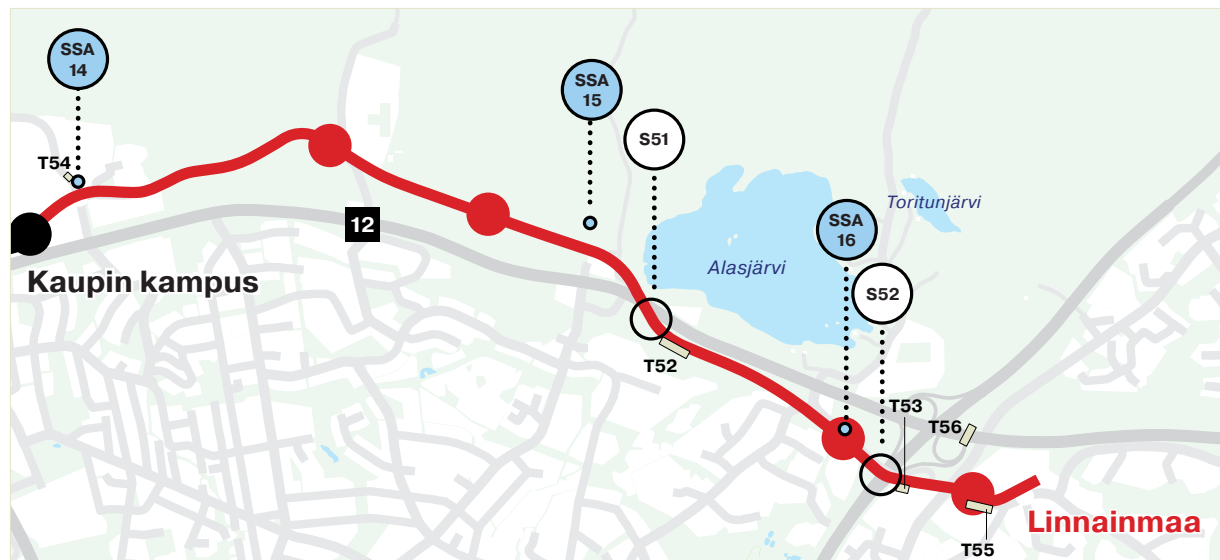 SSA
14
SSA
15
S51
T54
Toritunjärvi
12
SSA
16
Alasjärvi
Kaupin kampus
S52
T52
T53
T56
Linnainmaa
T55